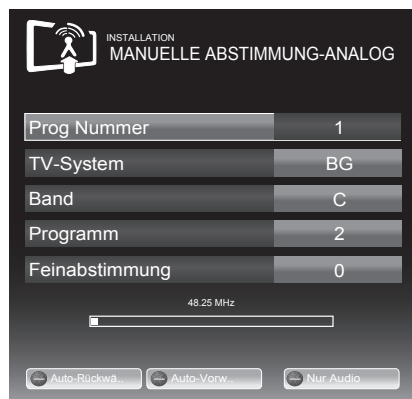 INSTALLATION
MANUELLE ABSTIMMUNG-ANALOG
Prog Nummer 1
TV-System BG
Band C
Programm 2
Feinabstimmung 0
48.25 MHz
Auto-Rückwä.. Auto-Vorw.. Nur Audio